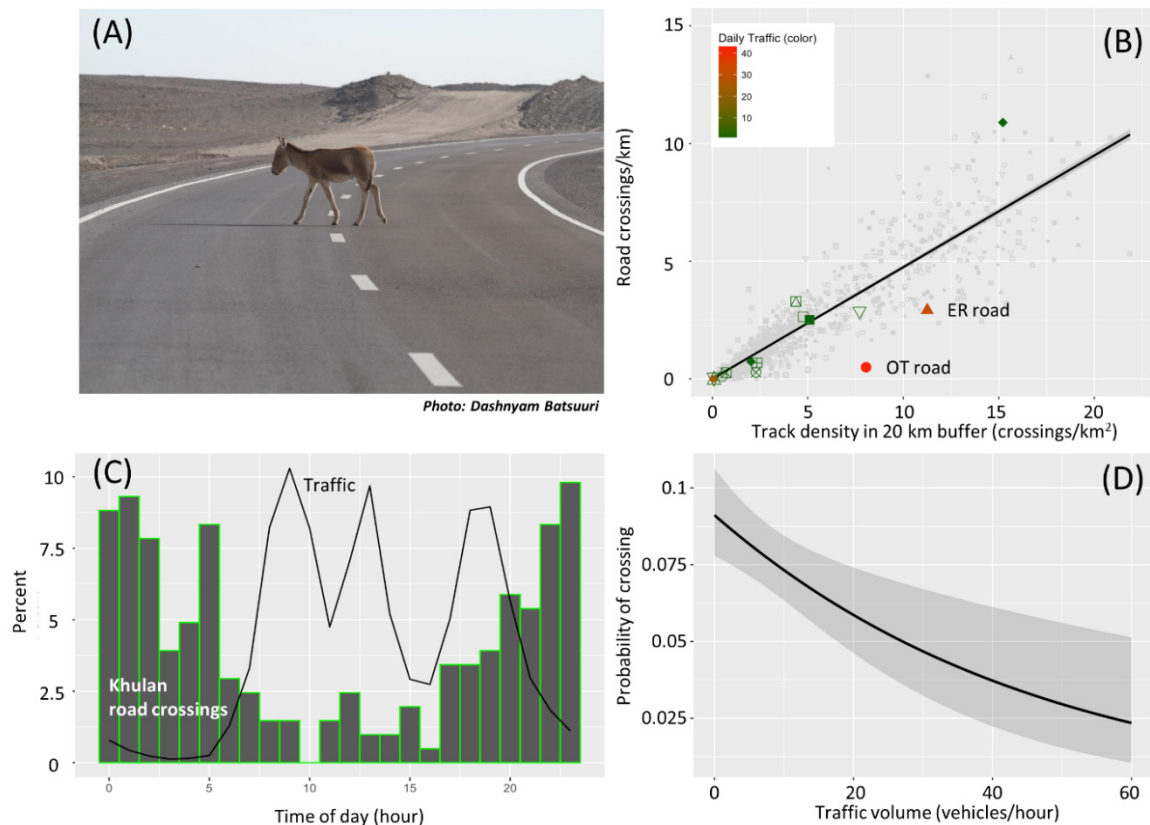 (A)
Photo: Dashnyam Batsuuri
(B)
Daily Traffic (color)
40
30
20
10
15
10
5
0
Road crossings/km
ER road
OT road
0
5
10
15
20
Track density in 20 km buffer (crossings/km²)
(C)
10
7.5
5
2.5
0
Percent
Traffic
Khulan
road crossings
0
5
10
15
20
Time of day (hour)
(D)
0.1
0.075
0.05
0.025
Probability of crossing
0
20
40
60
Traffic volume (vehicles/hour)